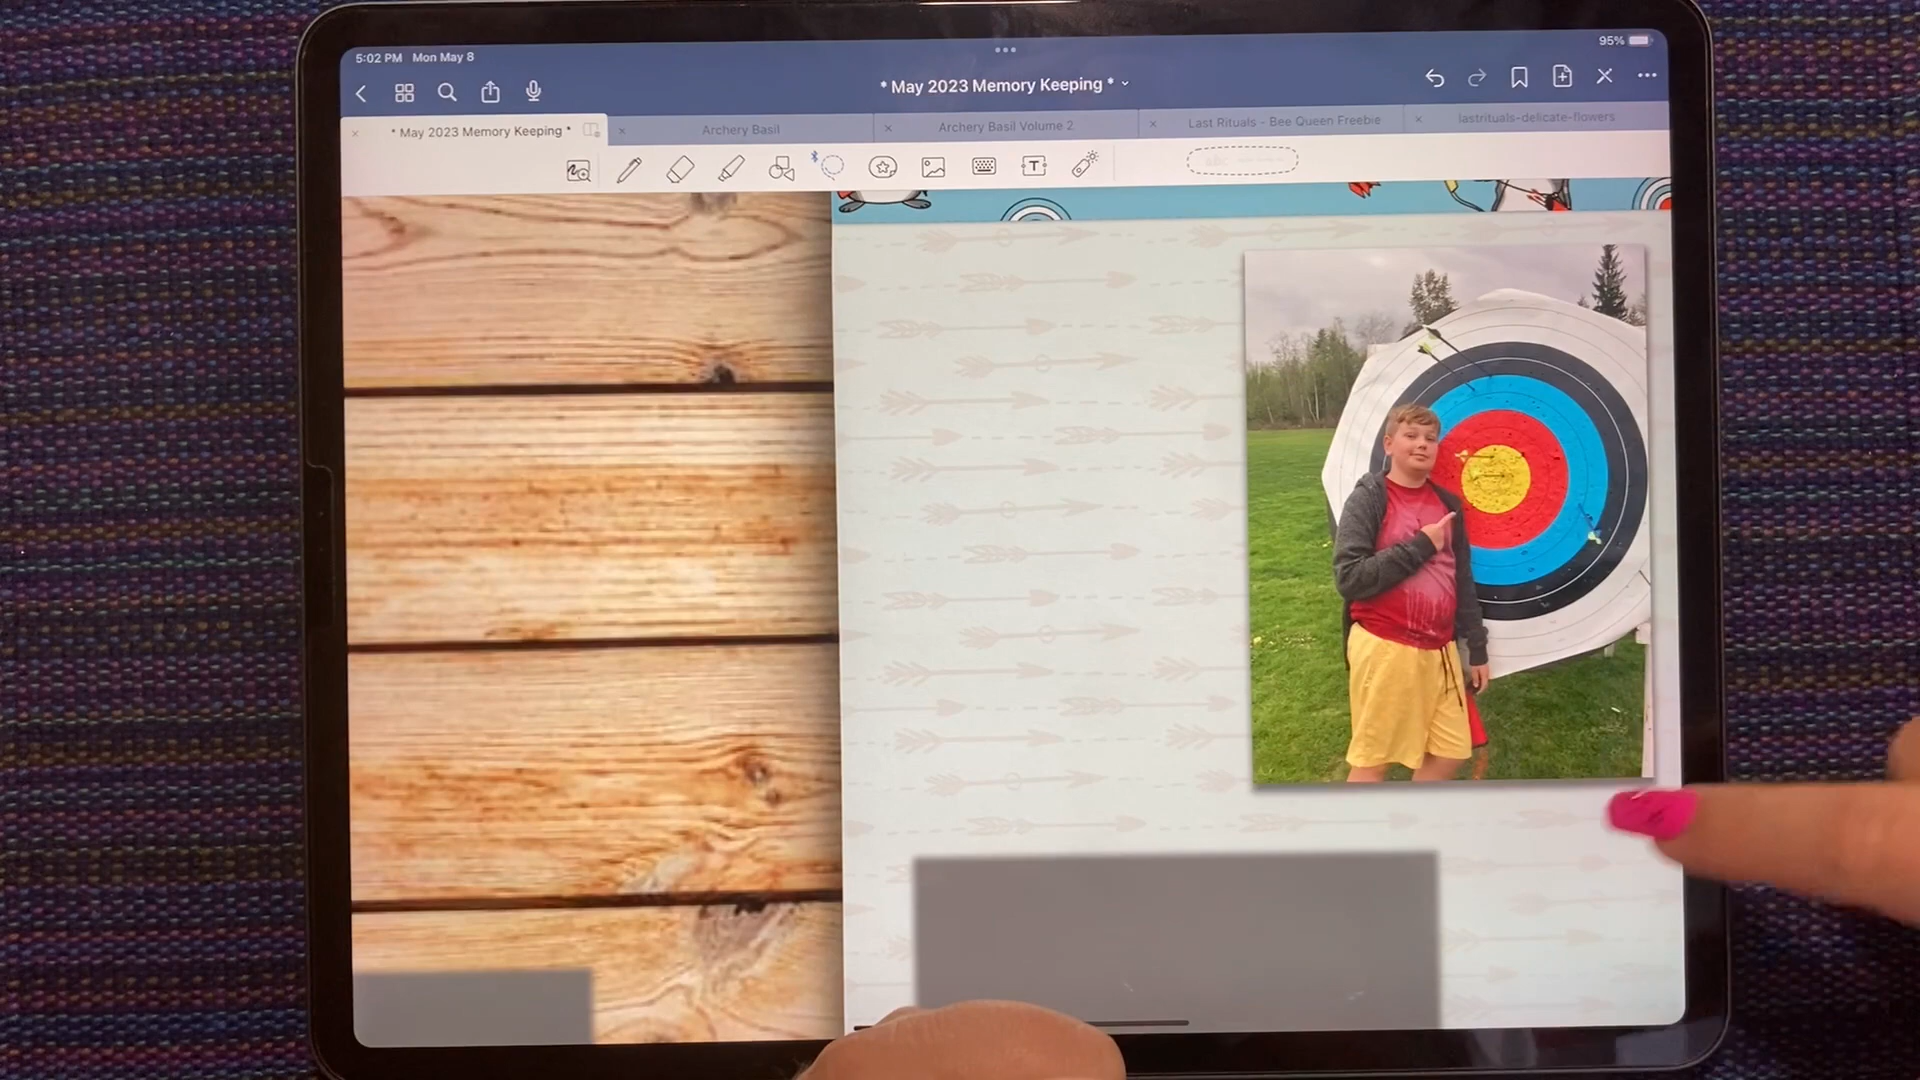 5:02 PM Mon May 8
95%
* May 2023 Memory Keeping *
* May 2023 Memory Keeping *
Archery Basil
Archery Basil Volume 2
Last Rituals - Bee Queen Freebie
lastrituals-delicate-flowers
T
abc